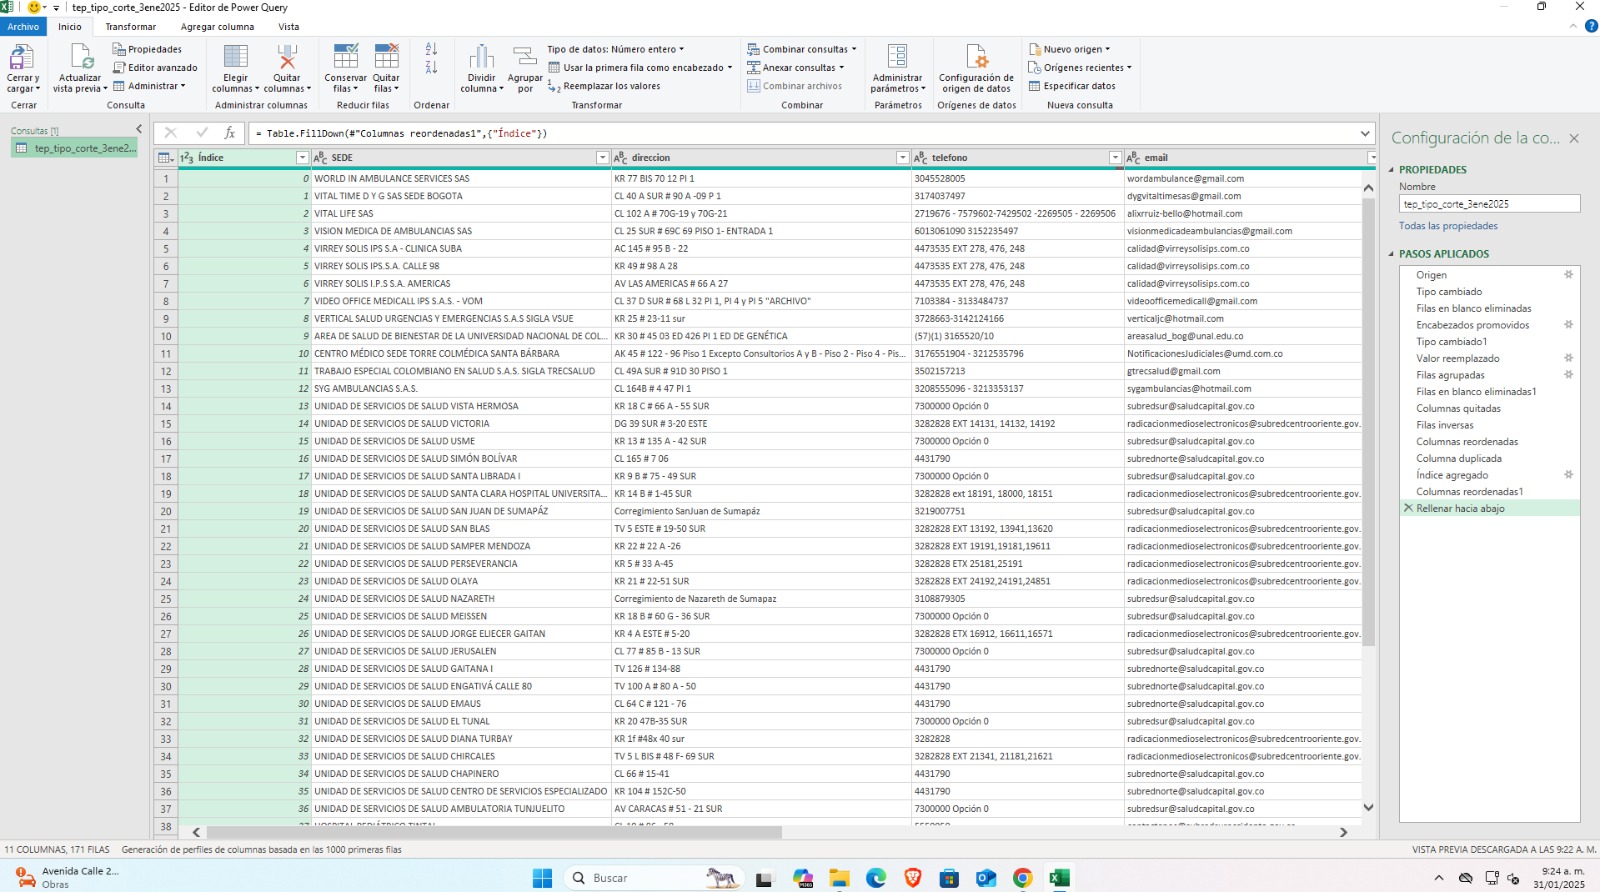 tep_tipo_corte_3ene2025 - Editor de Power Query
Archivo Inicio Transformar Agregar columna Vista
Cerrar y cargar
Cerrar
Actualizar vista previa
Propiedades
Editor avanzado
Administrar
Consulta
Elegir columnas
Quitar columnas
Administrar columnas
Conservar filas
Quitar filas
Reducir filas
Ordenar
Dividir columna
Agrupar por
Tipo de datos: Número entero
Usar la primera fila como encabezado
Reemplazar los valores
Transformar
Combinar consultas
Anexar consultas
Combinar archivos
Combinar
Administrar parámetros
Parámetros
Configuración de origen de datos
Orígenes de datos
Nuevo origen
Orígenes recientes
Especificar datos
Nueva consulta
Consultas [1]
tep_tipo_corte_3ene2...
fx = Table.FillDown(#"Columnas reordenadas1",{"Índice"})
Índice SEDE direccion telefono email
1 0 WORLD IN AMBULANCE SERVICES SAS KR 77 BIS 70 12 PI 1 3045528005 wordambulance@gmail.com
2 1 VITAL TIME D Y G SAS SEDE BOGOTA CL 40 A SUR # 90 A -09 P 1 3174037497 dygvitaltimesas@gmail.com
3 2 VITAL LIFE SAS CL 102 A # 70G-19 y 70G-21 2719676 - 7579602-7429502 -2269505 - 2269506 alixrruiz-bello@hotmail.com
4 3 VISION MEDICA DE AMBULANCIAS SAS CL 25 SUR # 69C 69 PISO 1- ENTRADA 1 6013061090 3152235497 visionmedicadeambulancias@gmail.com
5 4 VIRREY SOLIS IPS S.A - CLINICA SUBA AC 145 # 95 B - 22 4473535 EXT 278, 476, 248 calidad@virreysolisips.com.co
6 5 VIRREY SOLIS IPS.S.A. CALLE 98 KR 49 # 98 A 28 4473535 EXT 278, 476, 248 calidad@virreysolisips.com.co
7 6 VIRREY SOLIS I.P.S S.A. AMERICAS AV LAS AMERICAS # 66 A 27 4473535 EXT 278, 476, 248 calidad@virreysolisips.com.co
8 7 VIDEO OFFICE MEDICALL IPS S.A.S. - VOM CL 37 D SUR # 68 L 32 PI 1, PI 4 y PI 5 "ARCHIVO" 7103384 - 3133484737 videoofficemedicall@gmail.com
9 8 VERTICAL SALUD URGENCIAS Y EMERGENCIAS S.A.S SIGLA VSUE KR 25 # 23-11 sur 3728663-3142124166 verticaljc@hotmail.com
10 9 AREA DE SALUD DE BIENESTAR DE LA UNIVERSIDAD NACIONAL DE COL... KR 30 # 45 03 ED 426 PI 1 ED DE GENÉTICA (57)(1) 3165520/10 areasalud_bog@unal.edu.co
11 10 CENTRO MÉDICO SEDE TORRE COLMÉDICA SANTA BÁRBARA AK 45 # 122 - 96 Piso 1 Excepto Consultorios A y B - Piso 2 - Piso 4 - Pis... 3176551904 - 3212535796 NotificacionesJudiciales@umd.com.co
12 11 TRABAJO ESPECIAL COLOMBIANO EN SALUD S.A.S. SIGLA TRECSALUD CL 49A SUR # 91D 30 PISO 1 3502157213 gtrecsalud@gmail.com
13 12 SYG AMBULANCIAS S.A.S. CL 164B # 4 47 PI 1 3208555096 - 3213353137 sygambulancias@hotmail.com
14 13 UNIDAD DE SERVICIOS DE SALUD VISTA HERMOSA KR 18 C # 66 A - 55 SUR 7300000 Opción 0 subredsur@saludcapital.gov.co
15 14 UNIDAD DE SERVICIOS DE SALUD VICTORIA DG 39 SUR # 3-20 ESTE 3282828 EXT 14131, 14132, 14192 radicacionmedioselectronicos@subredcentrooriente.gov.
16 15 UNIDAD DE SERVICIOS DE SALUD USME KR 13 # 135 A - 42 SUR 7300000 Opción 0 subredsur@saludcapital.gov.co
17 16 UNIDAD DE SERVICIOS DE SALUD SIMÓN BOLÍVAR CL 165 # 7 06 4431790 subrednorte@saludcapital.gov.co
18 17 UNIDAD DE SERVICIOS DE SALUD SANTA LIBRADA I KR 9 B # 75 - 49 SUR 7300000 Opción 0 subredsur@saludcapital.gov.co
19 18 UNIDAD DE SERVICIOS DE SALUD SANTA CLARA HOSPITAL UNIVERSITA... KR 14 B # 1-45 SUR 3282828 ext 18191, 18000, 18151 radicacionmedioselectronicos@subredcentrooriente.gov.
20 19 UNIDAD DE SERVICIOS DE SALUD SAN JUAN DE SUMAPÁZ Corregimiento SanJuan de Sumapáz 3219007751 subredsur@saludcapital.gov.co
21 20 UNIDAD DE SERVICIOS DE SALUD SAN BLAS TV 5 ESTE # 19-50 SUR 3282828 EXT 13192, 13941,13620 radicacionmedioselectronicos@subredcentrooriente.gov.
22 21 UNIDAD DE SERVICIOS DE SALUD SAMPER MENDOZA KR 22 # 22 A -26 3282828 EXT 19191,19181,19611 radicacionmedioselectronicos@subredcentrooriente.gov.
23 22 UNIDAD DE SERVICIOS DE SALUD PERSEVERANCIA KR 5 # 33 A-45 3282828 ETX 25181,25191 radicacionmedioselectronicos@subredcentrooriente.gov.
24 23 UNIDAD DE SERVICIOS DE SALUD OLAYA KR 21 # 22-51 SUR 3282828 EXT 24192,24191,24851 radicacionmedioselectronicos@subredcentrooriente.gov.
25 24 UNIDAD DE SERVICIOS DE SALUD NAZARETH Corregimiento de Nazareth de Sumapaz 3108879305 subredsur@saludcapital.gov.co
26 25 UNIDAD DE SERVICIOS DE SALUD MEISSEN KR 18 B # 60 G - 36 SUR 7300000 Opción 0 subredsur@saludcapital.gov.co
27 26 UNIDAD DE SERVICIOS DE SALUD JORGE ELIECER GAITAN KR 4 A ESTE # 5-20 3282828 ETX 16912, 16611,16571 radicacionmedioselectronicos@subredcentrooriente.gov.
28 27 UNIDAD DE SERVICIOS DE SALUD JERUSALEN CL 77 # 85 B - 13 SUR 7300000 Opción 0 subredsur@saludcapital.gov.co
29 28 UNIDAD DE SERVICIOS DE SALUD GAITANA I TV 126 # 134-88 4431790 subrednorte@saludcapital.gov.co
30 29 UNIDAD DE SERVICIOS DE SALUD ENGATIVÁ CALLE 80 TV 100 A # 80 A - 50 4431790 subrednorte@saludcapital.gov.co
31 30 UNIDAD DE SERVICIOS DE SALUD EMAUS CL 64 C # 121 - 76 4431790 subrednorte@saludcapital.gov.co
32 31 UNIDAD DE SERVICIOS DE SALUD EL TUNAL KR 20 47B-35 SUR 7300000 Opción 0 subredsur@saludcapital.gov.co
33 32 UNIDAD DE SERVICIOS DE SALUD DIANA TURBAY KR 1f #48x 40 sur 3282828 radicacionmedioselectronicos@subredcentrooriente.gov.
34 33 UNIDAD DE SERVICIOS DE SALUD CHIRCALES TV 5 L BIS # 48 F- 69 SUR 3282828 EXT 21341, 21181,21621 radicacionmedioselectronicos@subredcentrooriente.gov.
35 34 UNIDAD DE SERVICIOS DE SALUD CHAPINERO CL 66 # 15-41 4431790 subrednorte@saludcapital.gov.co
36 35 UNIDAD DE SERVICIOS DE SALUD CENTRO DE SERVICIOS ESPECIALIZADO KR 104 # 152C-50 4431790 subrednorte@saludcapital.gov.co
37 36 UNIDAD DE SERVICIOS DE SALUD AMBULATORIA TUNJUELITO AV CARACAS # 51 - 21 SUR 7300000 Opción 0 subredsur@saludcapital.gov.co
38
Configuración de la co...
PROPIEDADES
Nombre
tep_tipo_corte_3ene2025
Todas las propiedades
PASOS APLICADOS
Origen
Tipo cambiado
Filas en blanco eliminadas
Encabezados promovidos
Tipo cambiado1
Valor reemplazado
Filas agrupadas
Filas en blanco eliminadas1
Columnas quitadas
Filas inversas
Columnas reordenadas
Columna duplicada
Índice agregado
Columnas reordenadas1
Rellenar hacia abajo
11 COLUMNAS, 171 FILAS Generación de perfiles de columnas basada en las 1000 primeras filas VISTA PREVIA DESCARGADA A LAS 9:22 A. M.
Avenida Calle 2...
Obras
Buscar
9:24 a. m.
31/01/2025